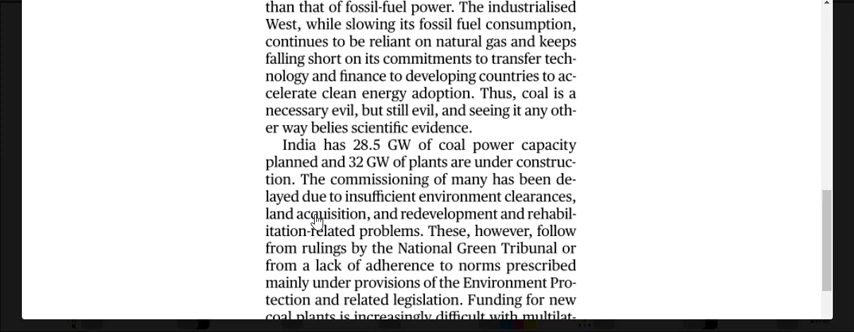 than that of fossil-fuel power. The industrialised
West, while slowing its fossil fuel consumption,
continues to be reliant on natural gas and keeps
falling short on its commitments to transfer tech-
nology and finance to developing countries to ac-
celerate clean energy adoption. Thus, coal is a
necessary evil, but still evil, and seeing it any oth-
er way belies scientific evidence.
India has 28.5 GW of coal power capacity
planned and 32 GW of plants are under construc-
tion. The commissioning of many has been de-
layed due to insufficient environment clearances,
land acquisition, and redevelopment and rehabil-
itation-related problems. These, however, follow
from rulings by the National Green Tribunal or
from a lack of adherence to norms prescribed
mainly under provisions of the Environment Pro-
tection and related legislation. Funding for new
coal plants is increasingly difficult with multilat-